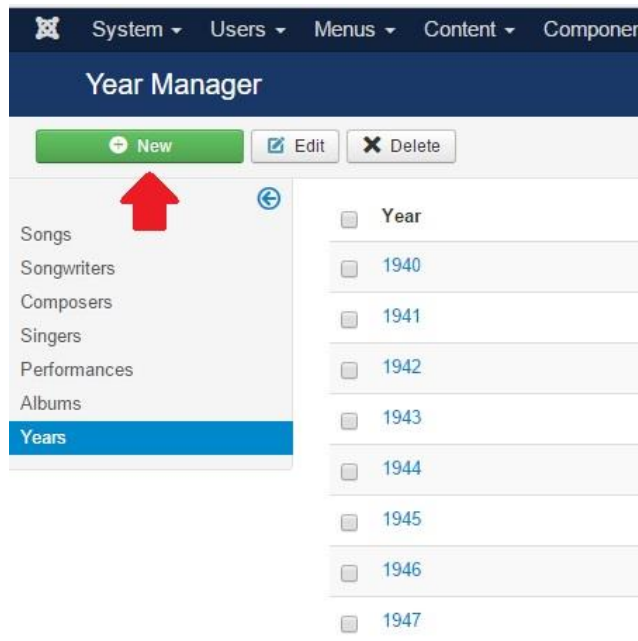 System Users Menus Content Componen
Year Manager
New Edit Delete
Songs
Songwriters
Composers
Singers
Performances
Albums
Years
Year
1940
1941
1942
1943
1944
1945
1946
1947